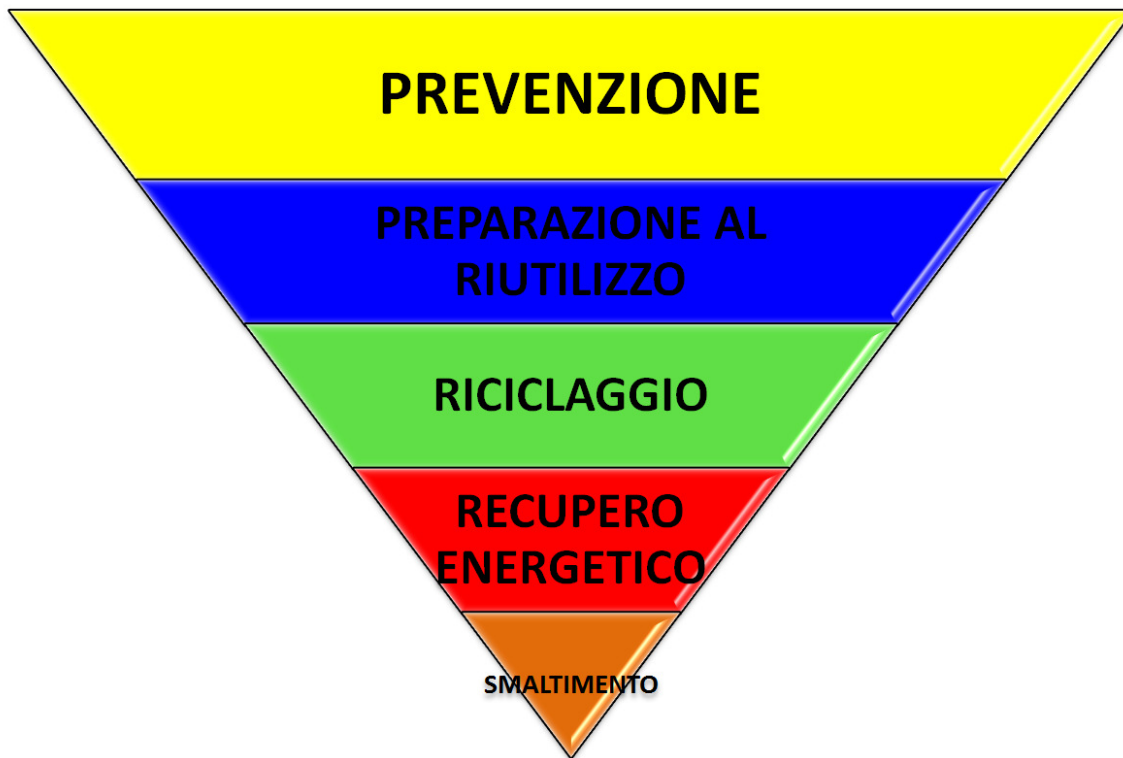 PREVENZIONE
PREPARAZIONE AL
RIUTILIZZO
RICICLAGGIO
RECUPERO
ENERGETICO
SMALTIMENTO